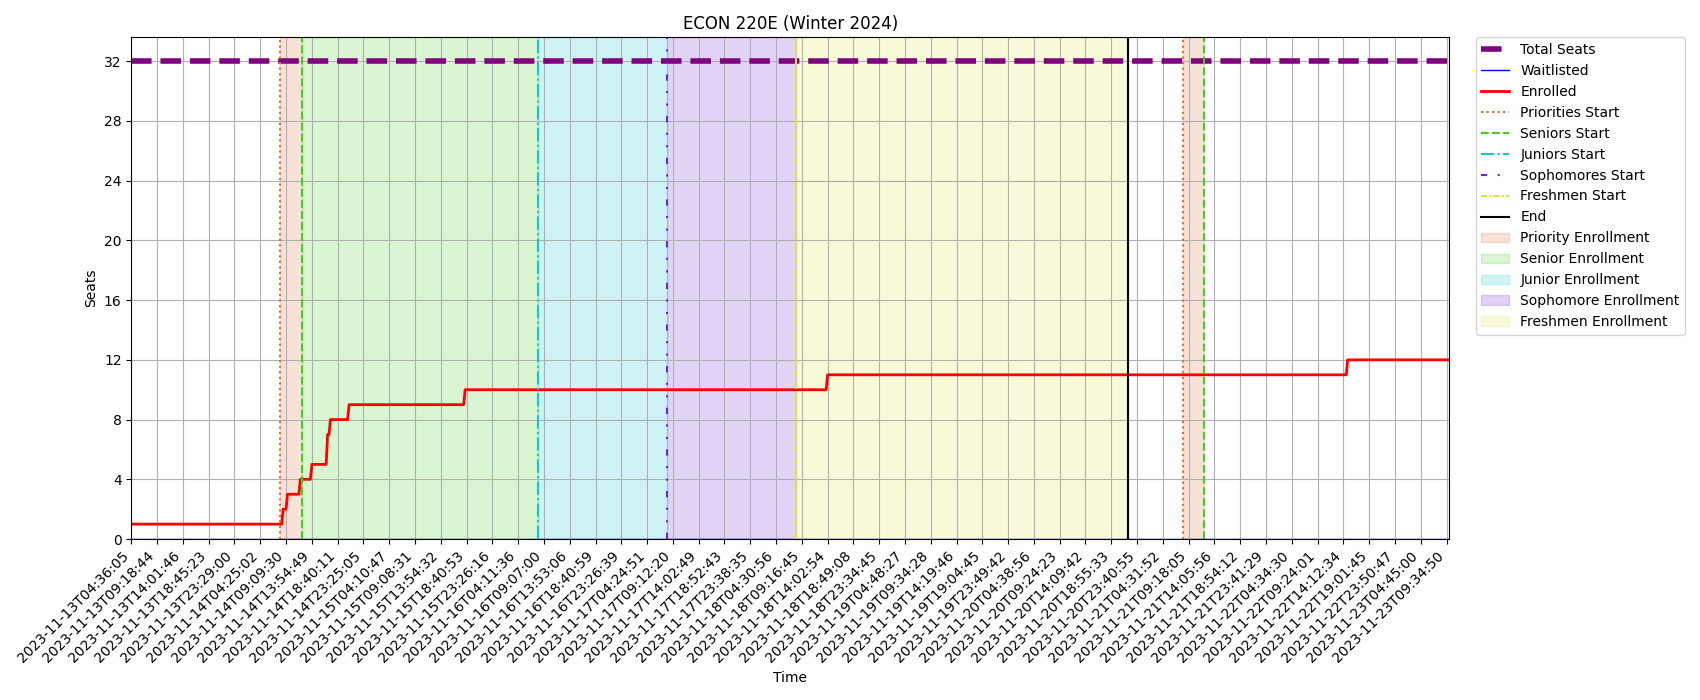 ECON 220E (Winter 2024)
Seats
32
28
24
20
16
12
8
4
0
2023-11-13T04:36:05
2023-11-13T09:18:44
2023-11-13T14:01:46
2023-11-13T18:45:23
2023-11-13T23:29:00
2023-11-14T04:25:02
2023-11-14T09:09:30
2023-11-14T13:54:49
2023-11-14T18:40:11
2023-11-14T23:25:05
2023-11-15T04:10:47
2023-11-15T09:08:31
2023-11-15T13:54:32
2023-11-15T18:40:53
2023-11-15T23:26:16
2023-11-16T04:11:36
2023-11-16T09:07:00
2023-11-16T13:53:06
2023-11-16T18:40:59
2023-11-16T23:26:39
2023-11-17T04:24:51
2023-11-17T09:12:20
2023-11-17T14:02:49
2023-11-17T18:52:43
2023-11-17T23:38:35
2023-11-18T04:30:56
2023-11-18T09:16:45
2023-11-18T14:02:54
2023-11-18T18:49:08
2023-11-18T23:34:45
2023-11-19T04:48:27
2023-11-19T09:34:28
2023-11-19T14:19:46
2023-11-19T19:04:45
2023-11-19T23:49:42
2023-11-20T04:38:56
2023-11-20T09:24:23
2023-11-20T14:09:42
2023-11-20T18:55:33
2023-11-20T23:40:55
2023-11-21T04:31:52
2023-11-21T09:18:05
2023-11-21T14:05:56
2023-11-21T18:54:12
2023-11-21T23:41:29
2023-11-22T04:34:30
2023-11-22T09:24:01
2023-11-22T14:12:34
2023-11-22T19:01:45
2023-11-22T23:50:47
2023-11-23T04:45:00
2023-11-23T09:34:50
Time
Total Seats
Waitlisted
Enrolled
Priorities Start
Seniors Start
Juniors Start
Sophomores Start
Freshmen Start
End
Priority Enrollment
Senior Enrollment
Junior Enrollment
Sophomore Enrollment
Freshmen Enrollment